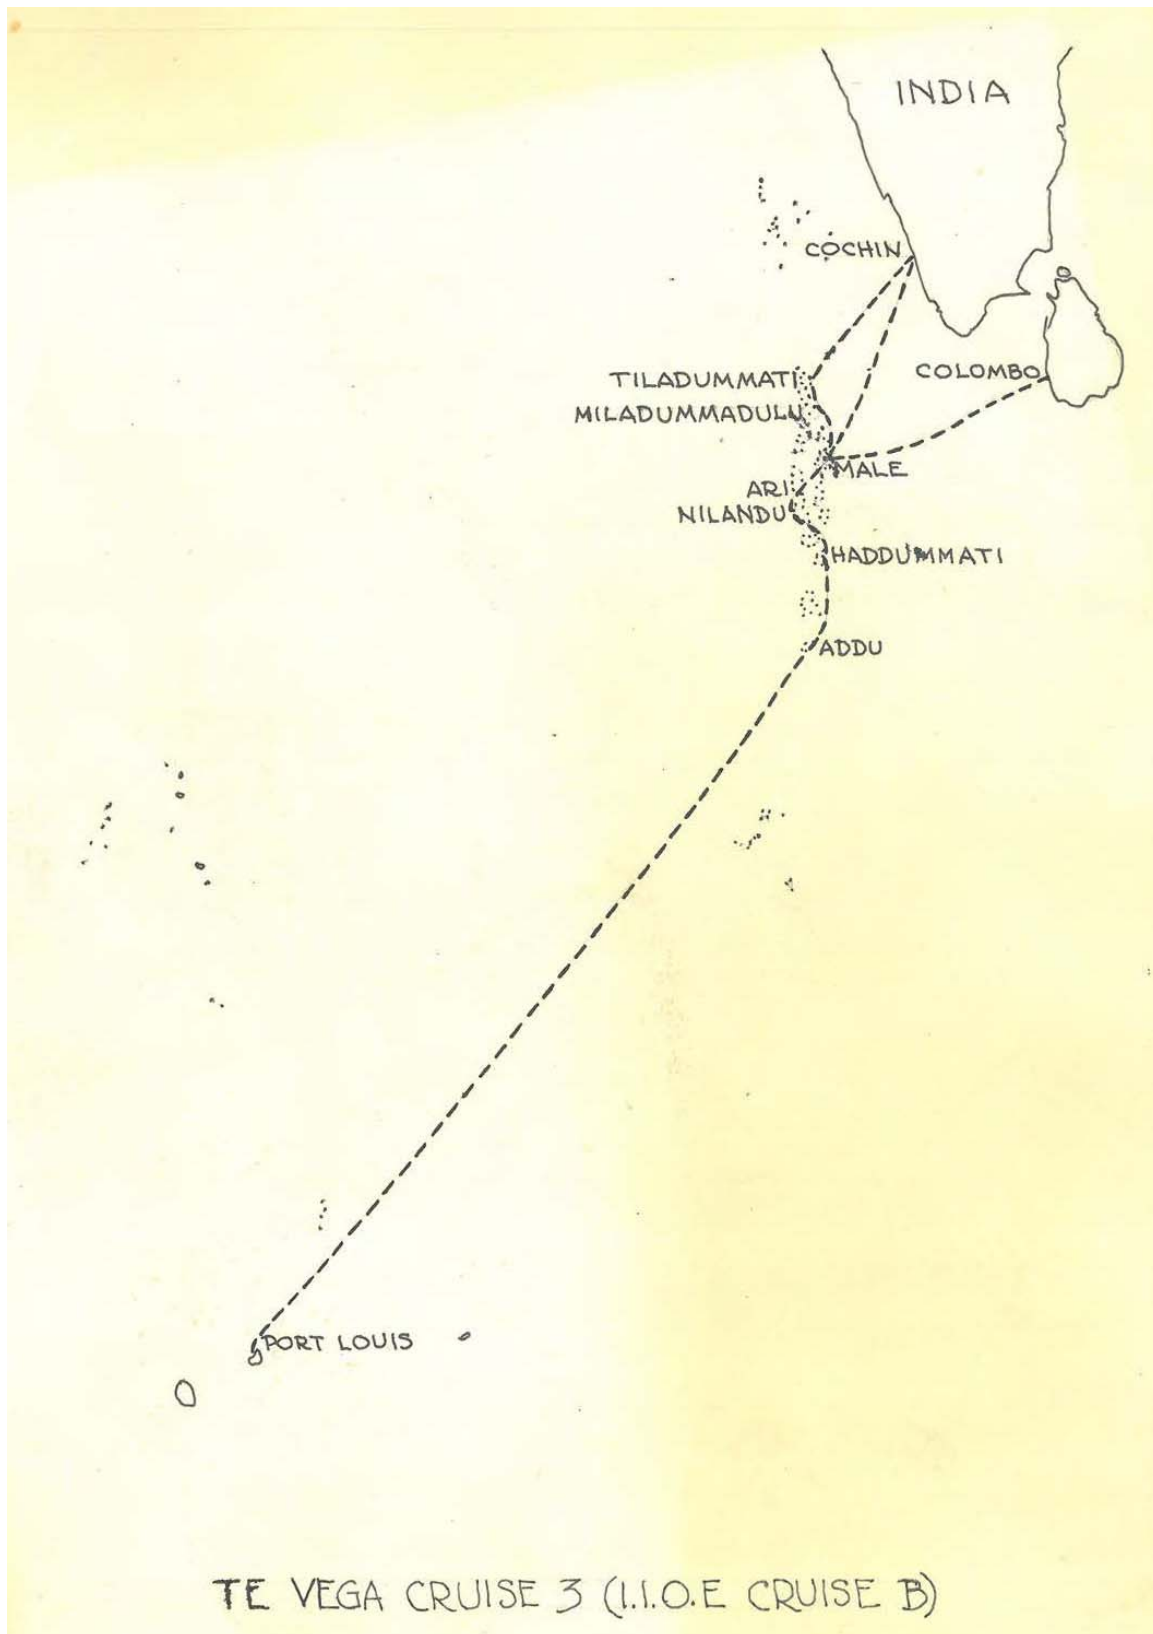 INDIA
COCHIN
TILADUMMATI
COLOMBO
MILADUMMADULU
MALE
ARI
NILANDU
HADDUMMATI
ADDU
PORT LOUIS
TE VEGA CRUISE 3 (I.I.O.E CRUISE B)